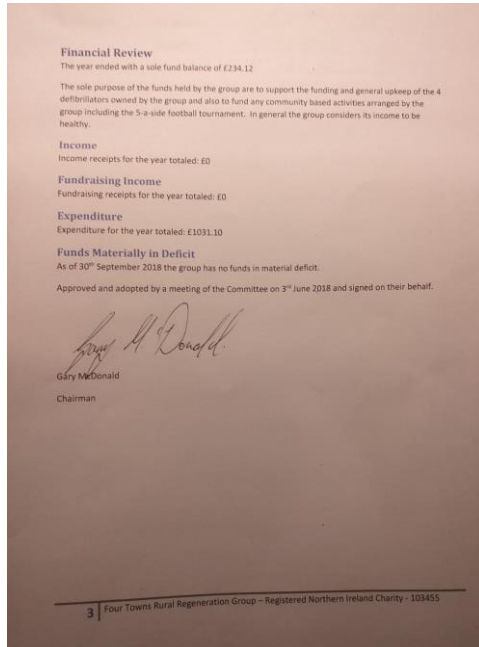 Financial Review
The year ended with a sole fund balance of £234.12
The sole purpose of the funds held by the group are to support the funding and general upkeep of the 4
defibrillators owned by the group and also to fund any community based activities arranged by the
group including the 5-a-side football tournament. In general the group considers its income to be
healthy.
Income
Income receipts for the year totaled: £0
Fundraising Income
Fundraising receipts for the year totaled: £0
Expenditure
Expenditure for the year totaled: £1031.10
Funds Materially in Deficit
As of 30th September 2018 the group has no funds in material deficit.
Approved and adopted by a meeting of the Committee on 3rd June 2018 and signed on their behalf.
Gary McDonald
Gary McDonald
Chairman
3 Four Towns Rural Regeneration Group – Registered Northern Ireland Charity - 103455